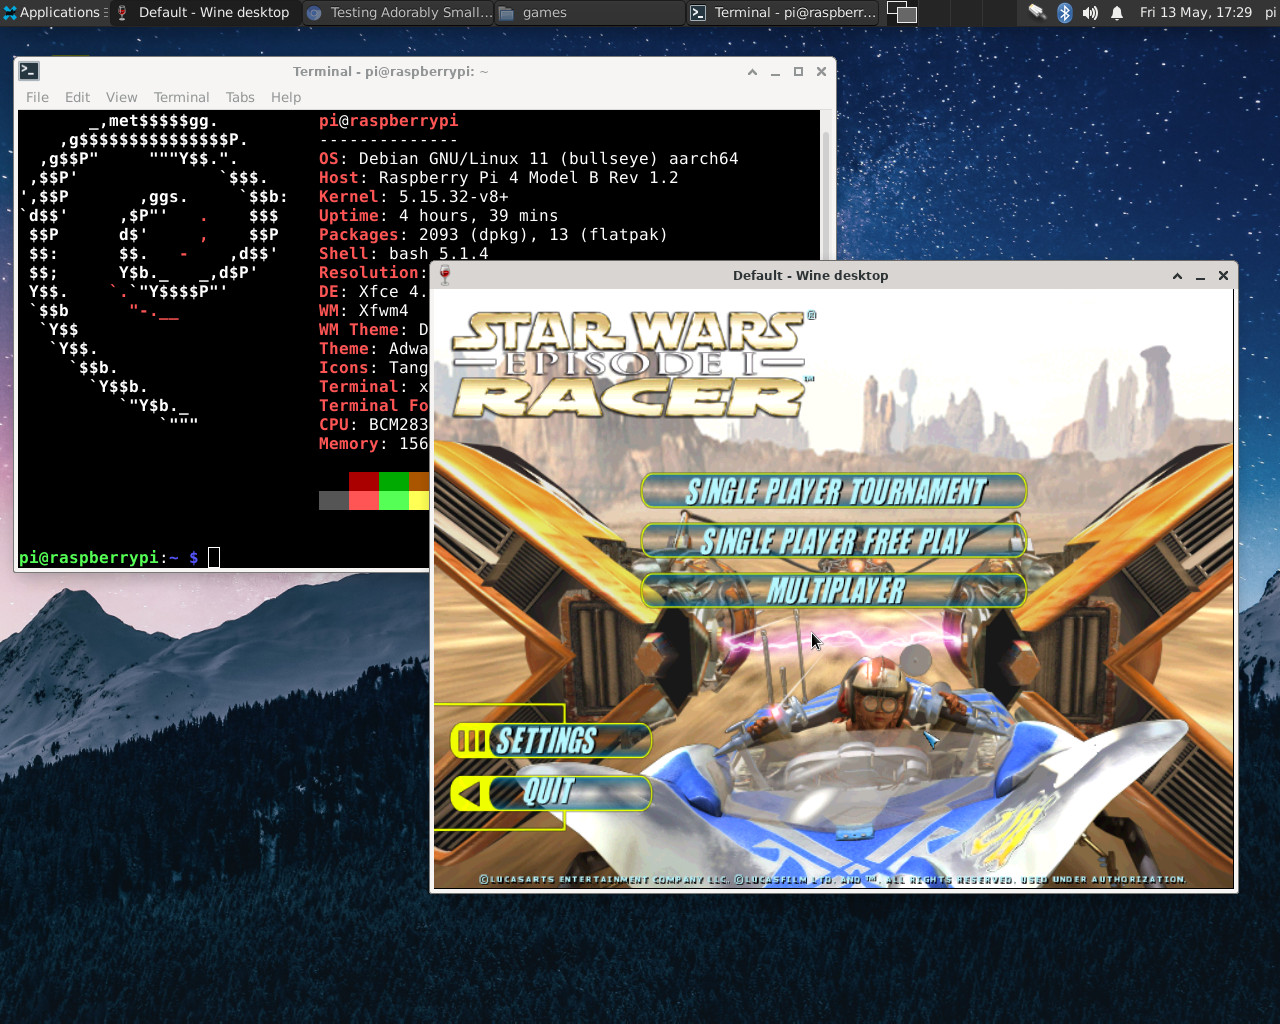 Applications
Default - Wine desktop
Testing Adorably Small...
games
Terminal - pi@raspberr...
Fri 13 May, 17:29
pi
Terminal - pi@raspberrypi: ~
File Edit View Terminal Tabs Help
_,met$$$$$gg.
,g$$$$$$$$$$$$$$$P.
,g$$P"     """Y$$.".
,$$P'              `$$$.
',$$P       ,ggs.     `$$b:
`d$$'     ,$P"'   .    $$$
$$P      d$'     ,    $$P
$$:      $$.   -    ,d$$'
$$;      Y$b._   _,d$P'
Y$$.    `.`"Y$$$$P"'
`$$b      "-.__
`Y$$
`Y$$.
`$$b.
`Y$$b.
`"Y$b._
`"""
pi@raspberrypi
--------------
OS: Debian GNU/Linux 11 (bullseye) aarch64
Host: Raspberry Pi 4 Model B Rev 1.2
Kernel: 5.15.32-v8+
Uptime: 4 hours, 39 mins
Packages: 2093 (dpkg), 13 (flatpak)
Shell: bash 5.1.4
Resolution:
DE: Xfce 4.
WM: Xfwm4
WM Theme: D
Theme: Adwa
Icons: Tang
Terminal: x
Terminal Fo
CPU: BCM283
Memory: 156
pi@raspberrypi:~ $
Default - Wine desktop
STAR WARS®
EPISODE I
RACER™
SINGLE PLAYER TOURNAMENT
SINGLE PLAYER FREE PLAY
MULTIPLAYER
SETTINGS
QUIT
©LUCASARTS ENTERTAINMENT COMPANY LLC. ©LUCASFILM LTD. AND ™. ALL RIGHTS RESERVED. USED UNDER AUTHORIZATION.